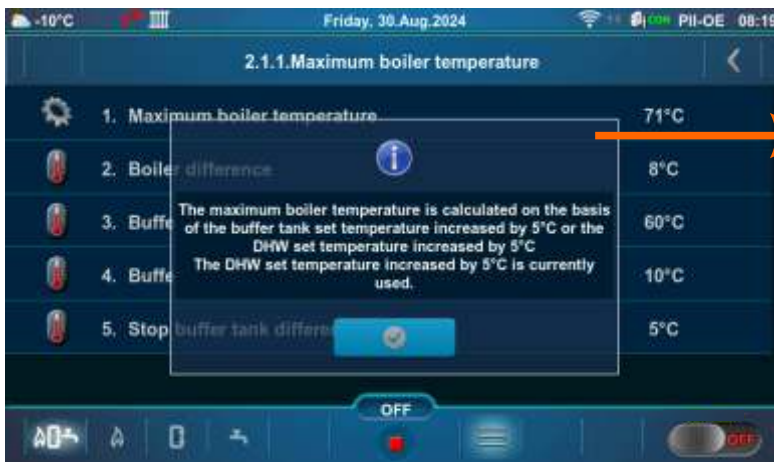 -10°C Friday, 30.Aug.2024 PII-OE 08:19
2.1.1.Maximum boiler temperature
1. Maximum boiler temperature 71°C
2. Boiler difference 8°C
3. Buffe 60°C
4. Buffe 10°C
5. Stop buffer tank differe 5°C
The maximum boiler temperature is calculated on the basis
of the buffer tank set temperature increased by 5°C or the
DHW set temperature increased by 5°C
The DHW set temperature increased by 5°C is currently
used.
OFF
OFF